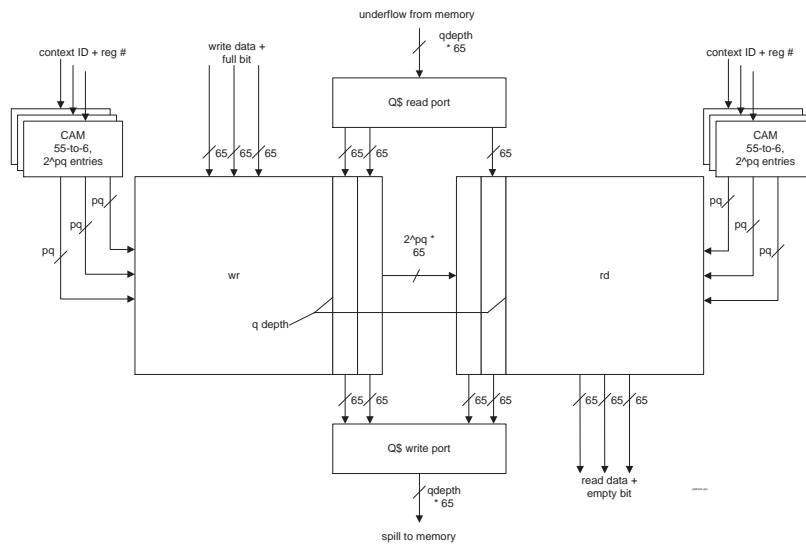 underflow from memory
qdepth
* 65
context ID + reg #
write data +
full bit
context ID + reg #
Q$ read port
CAM
55-to-6,
2^pq entries
CAM
55-to-6,
2^pq entries
65
65
65
65
65
65
pq
pq
pq
2^pq *
65
pq
pq
pq
wr
rd
q depth
65
65
65
65
65
65
65
Q$ write port
read data +
empty bit
qdepth
* 65
spill to memory